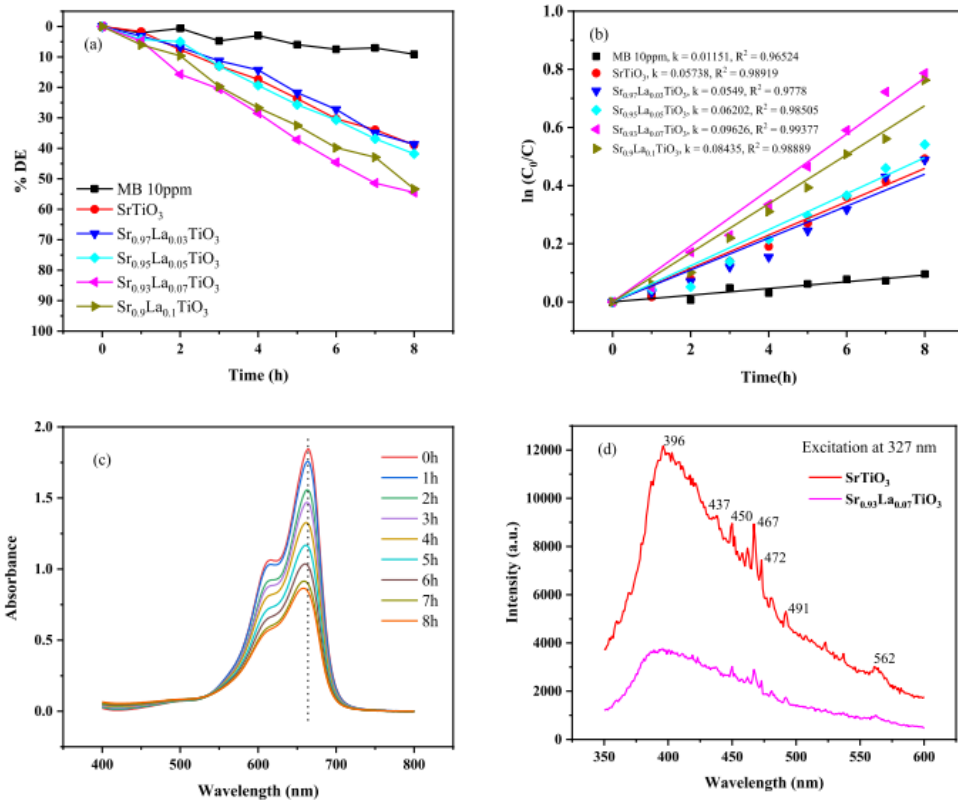 (a)
0
10
20
30
40
50
60
70
80
90
100
% DE
MB 10ppm
SrTiO₃
Sr₀.₉₇La₀.₀₃TiO₃
Sr₀.₉₅La₀.₀₅TiO₃
Sr₀.₉₃La₀.₀₇TiO₃
Sr₀.₉La₀.₁TiO₃
0 2 4 6 8
Time (h)
(b)
MB 10ppm, k = 0.01151, R² = 0.96524
SrTiO₃, k = 0.05738, R² = 0.98919
Sr₀.₉₇La₀.₀₃TiO₃, k = 0.0549, R² = 0.9778
Sr₀.₉₅La₀.₀₅TiO₃, k = 0.06202, R² = 0.98505
Sr₀.₉₃La₀.₀₇TiO₃, k = 0.09626, R² = 0.99377
Sr₀.₉La₀.₁TiO₃, k = 0.08435, R² = 0.98889
1.0
0.8
0.6
0.4
0.2
0.0
ln (C₀/C)
0 2 4 6 8
Time(h)
(c)
2.0
1.5
1.0
0.5
0.0
Absorbance
0h
1h
2h
3h
4h
5h
6h
7h
8h
400 500 600 700 800
Wavelength (nm)
(d)
Excitation at 327 nm
SrTiO₃
Sr₀.₉₃La₀.₀₇TiO₃
396
437
450
467
472
491
562
12000
10000
8000
6000
4000
2000
0
Intensity (a.u.)
350 400 450 500 550 600
Wavelength (nm)